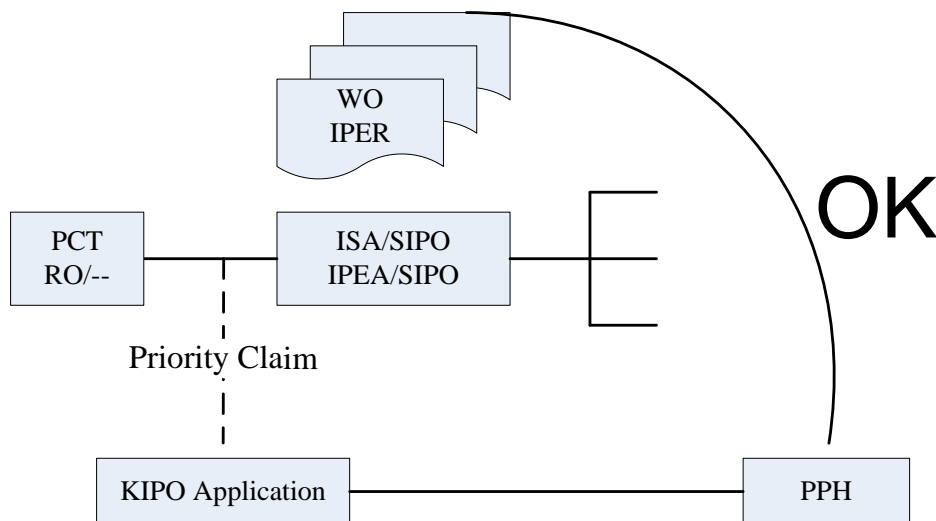 WO
IPER
OK
PCT
RO/--
ISA/SIPO
IPEA/SIPO
Priority Claim
KIPO Application
PPH